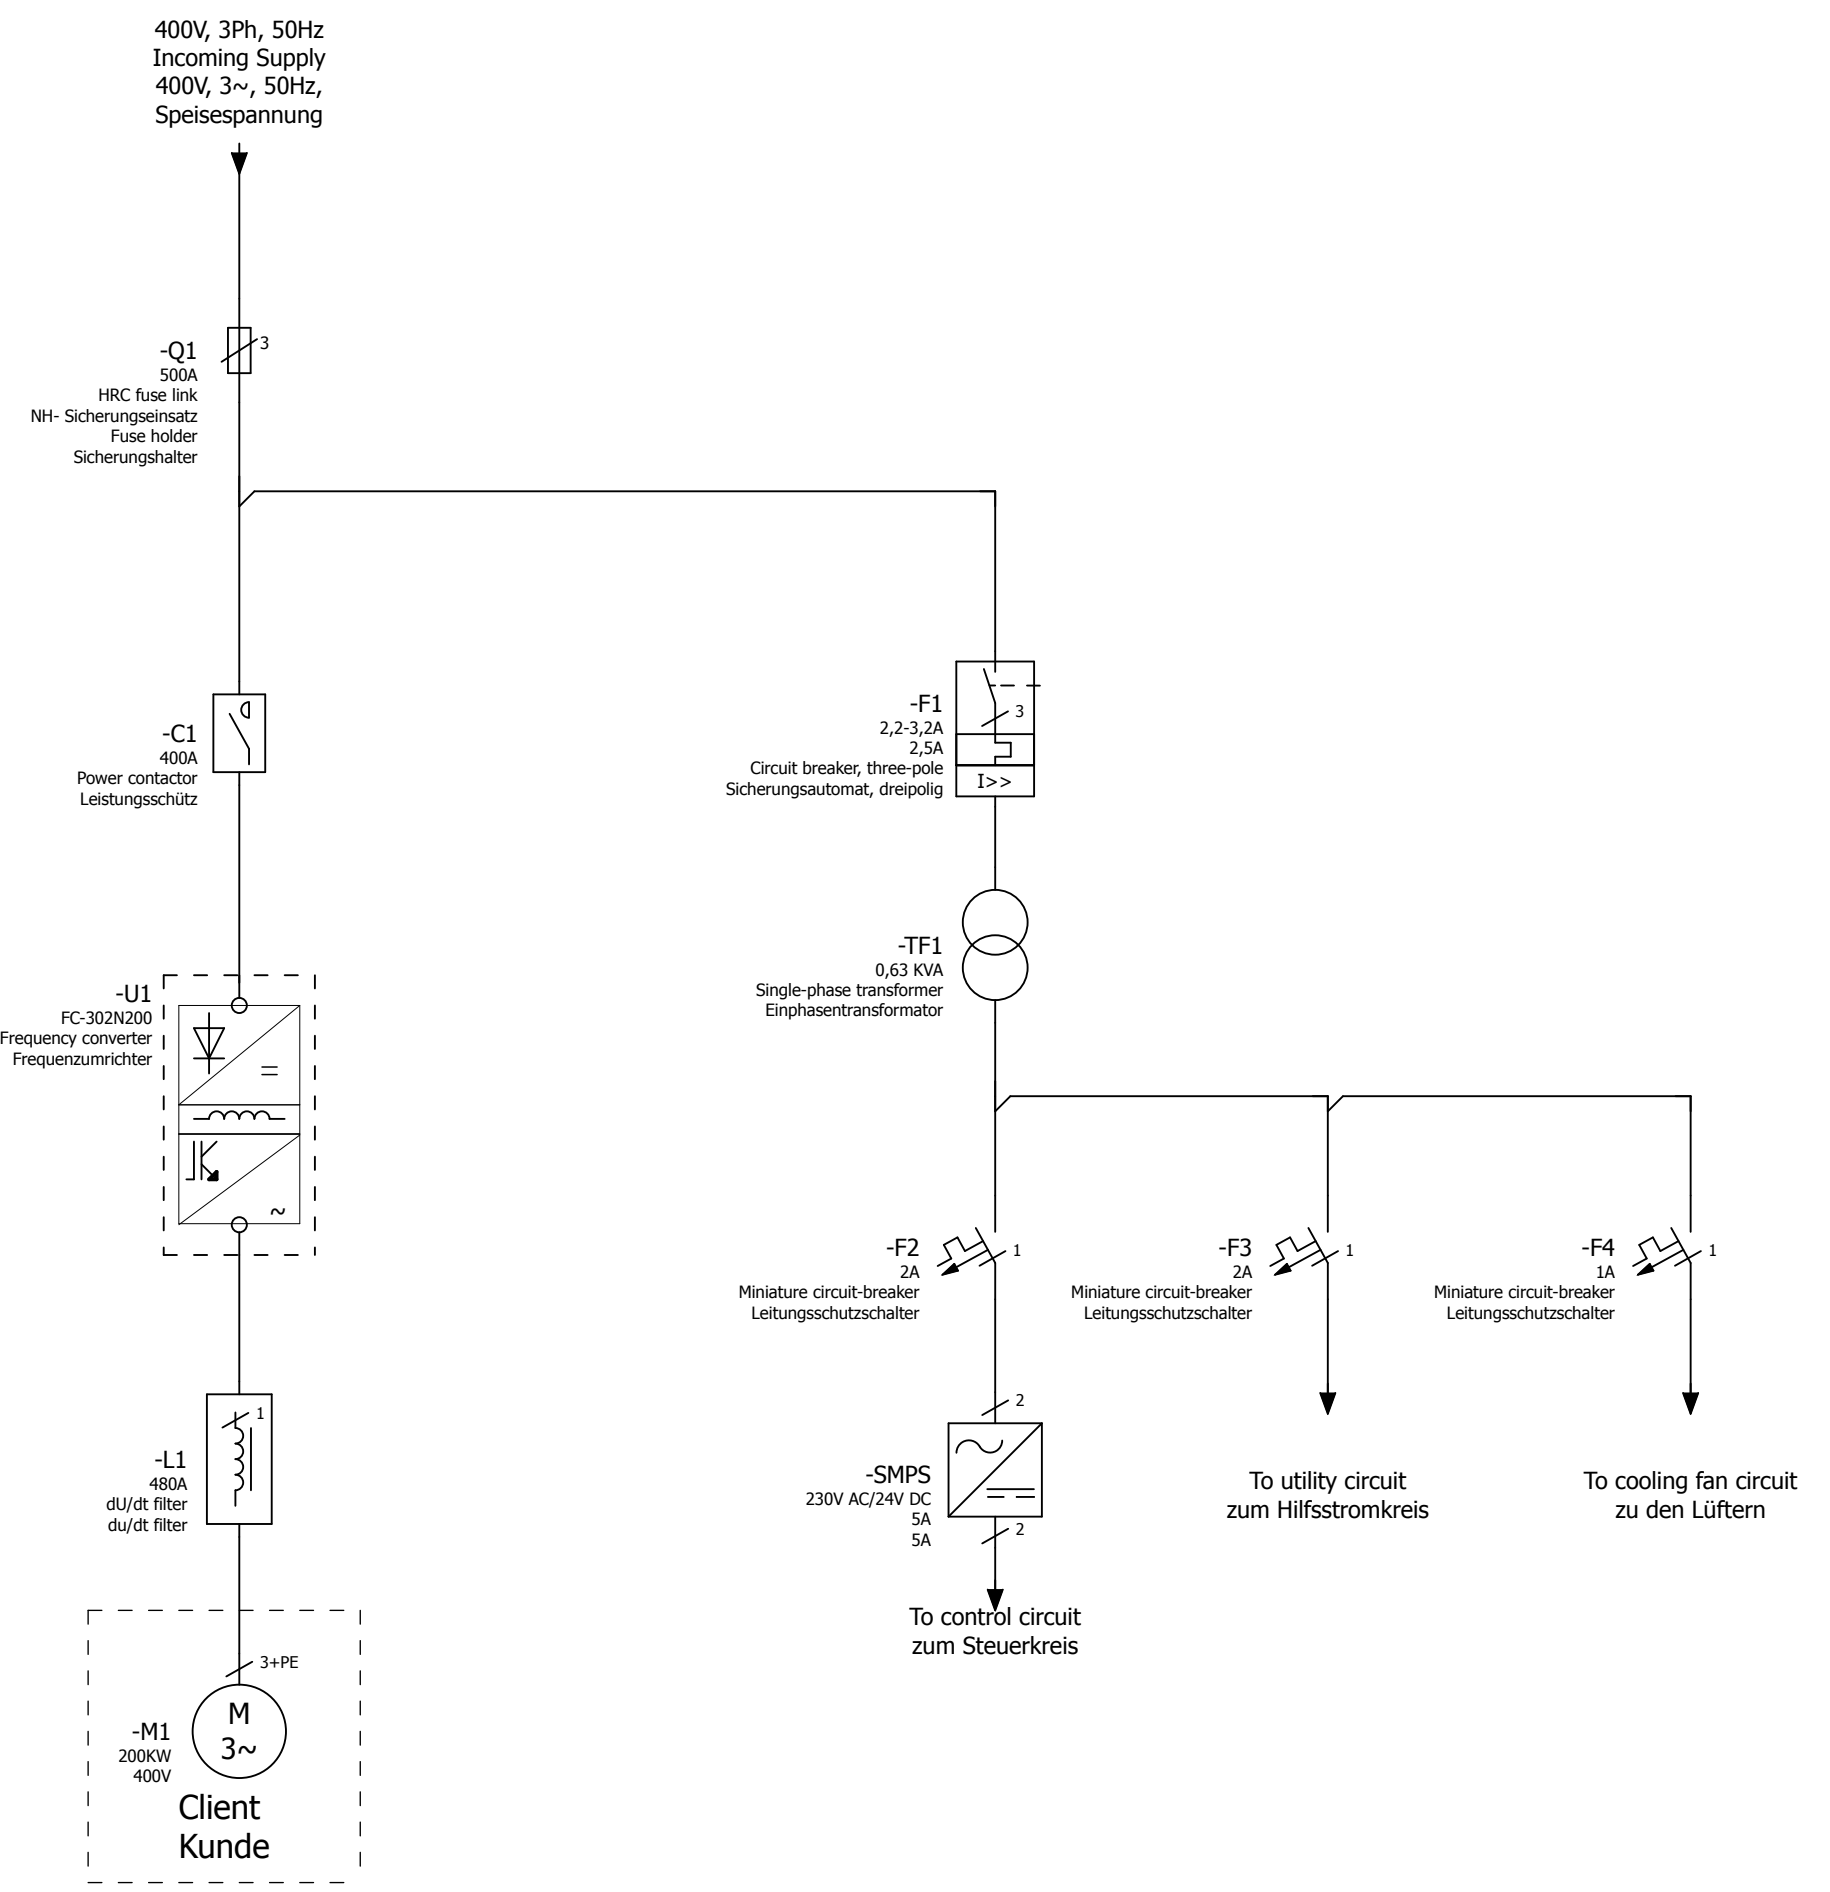 400V, 3Ph, 50Hz
Incoming Supply
400V, 3~, 50Hz,
Speisespannung
-Q1
500A
HRC fuse link
NH- Sicherungseinsatz
Fuse holder
Sicherungshalter
3
-C1
400A
Power contactor
Leistungsschütz
-F1
2,2-3,2A
2,5A
Circuit breaker, three-pole
Sicherungsautomat, dreipolig
3
I>>
-TF1
0,63 KVA
Single-phase transformer
Einphasentransformator
-U1
FC-302N200
Frequency converter
Frequenzumrichter
=
~
-F2
2A
Miniature circuit-breaker
Leitungsschutzschalter
1
-F3
2A
Miniature circuit-breaker
Leitungsschutzschalter
1
-F4
1A
Miniature circuit-breaker
Leitungsschutzschalter
1
-L1
480A
dU/dt filter
du/dt filter
1
2
-SMPS
230V AC/24V DC
5A
5A
2
To control circuit
zum Steuerkreis
To utility circuit
zum Hilfsstromkreis
To cooling fan circuit
zu den Lüftern
3+PE
M
3~
-M1
200KW
400V
Client
Kunde